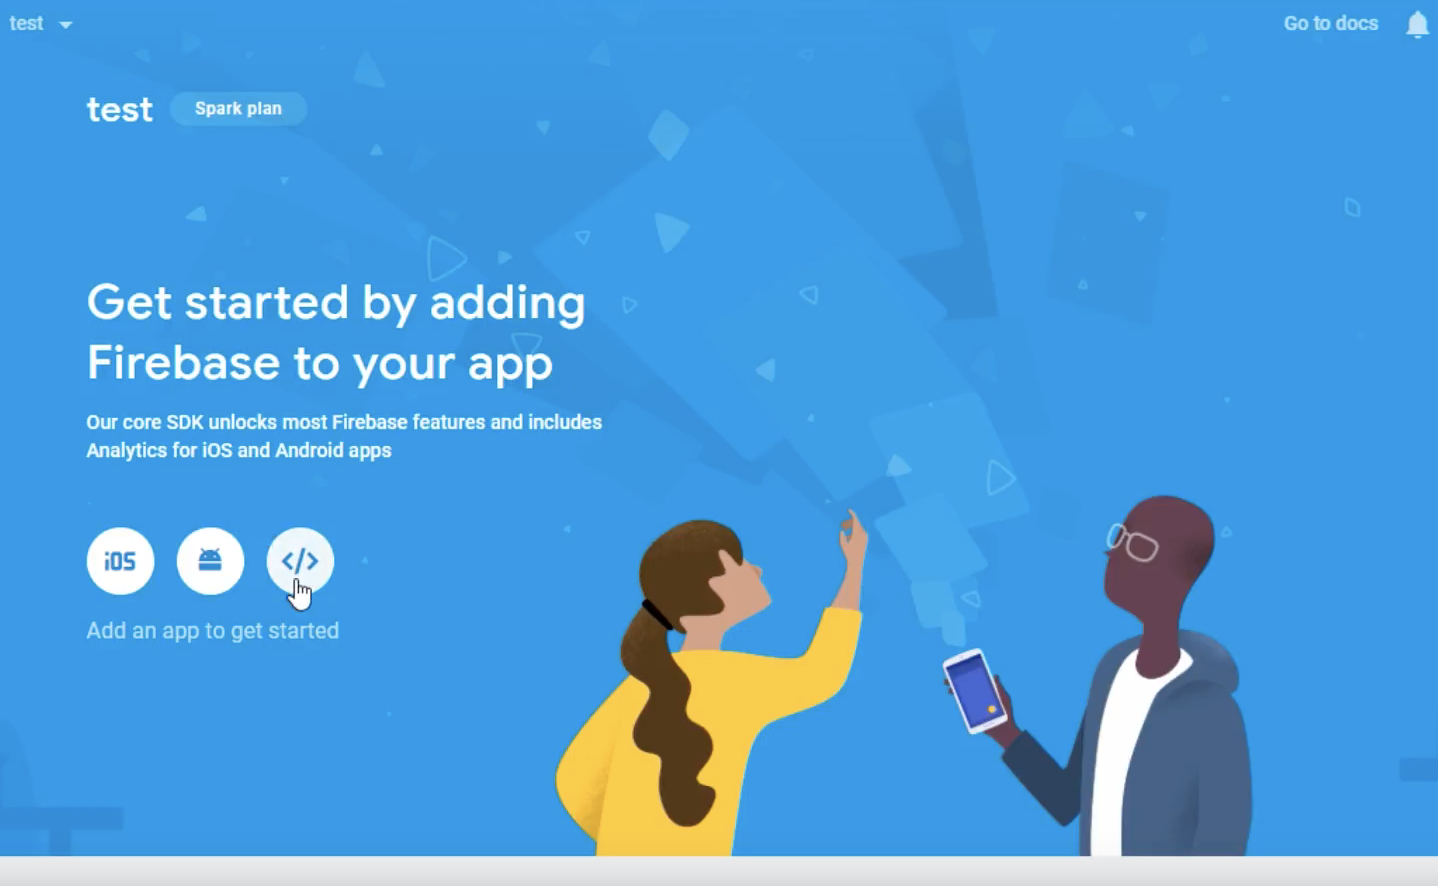 test
Go to docs
test
Spark plan
Get started by adding
Firebase to your app
Our core SDK unlocks most Firebase features and includes
Analytics for iOS and Android apps
iOS
</>
Add an app to get started